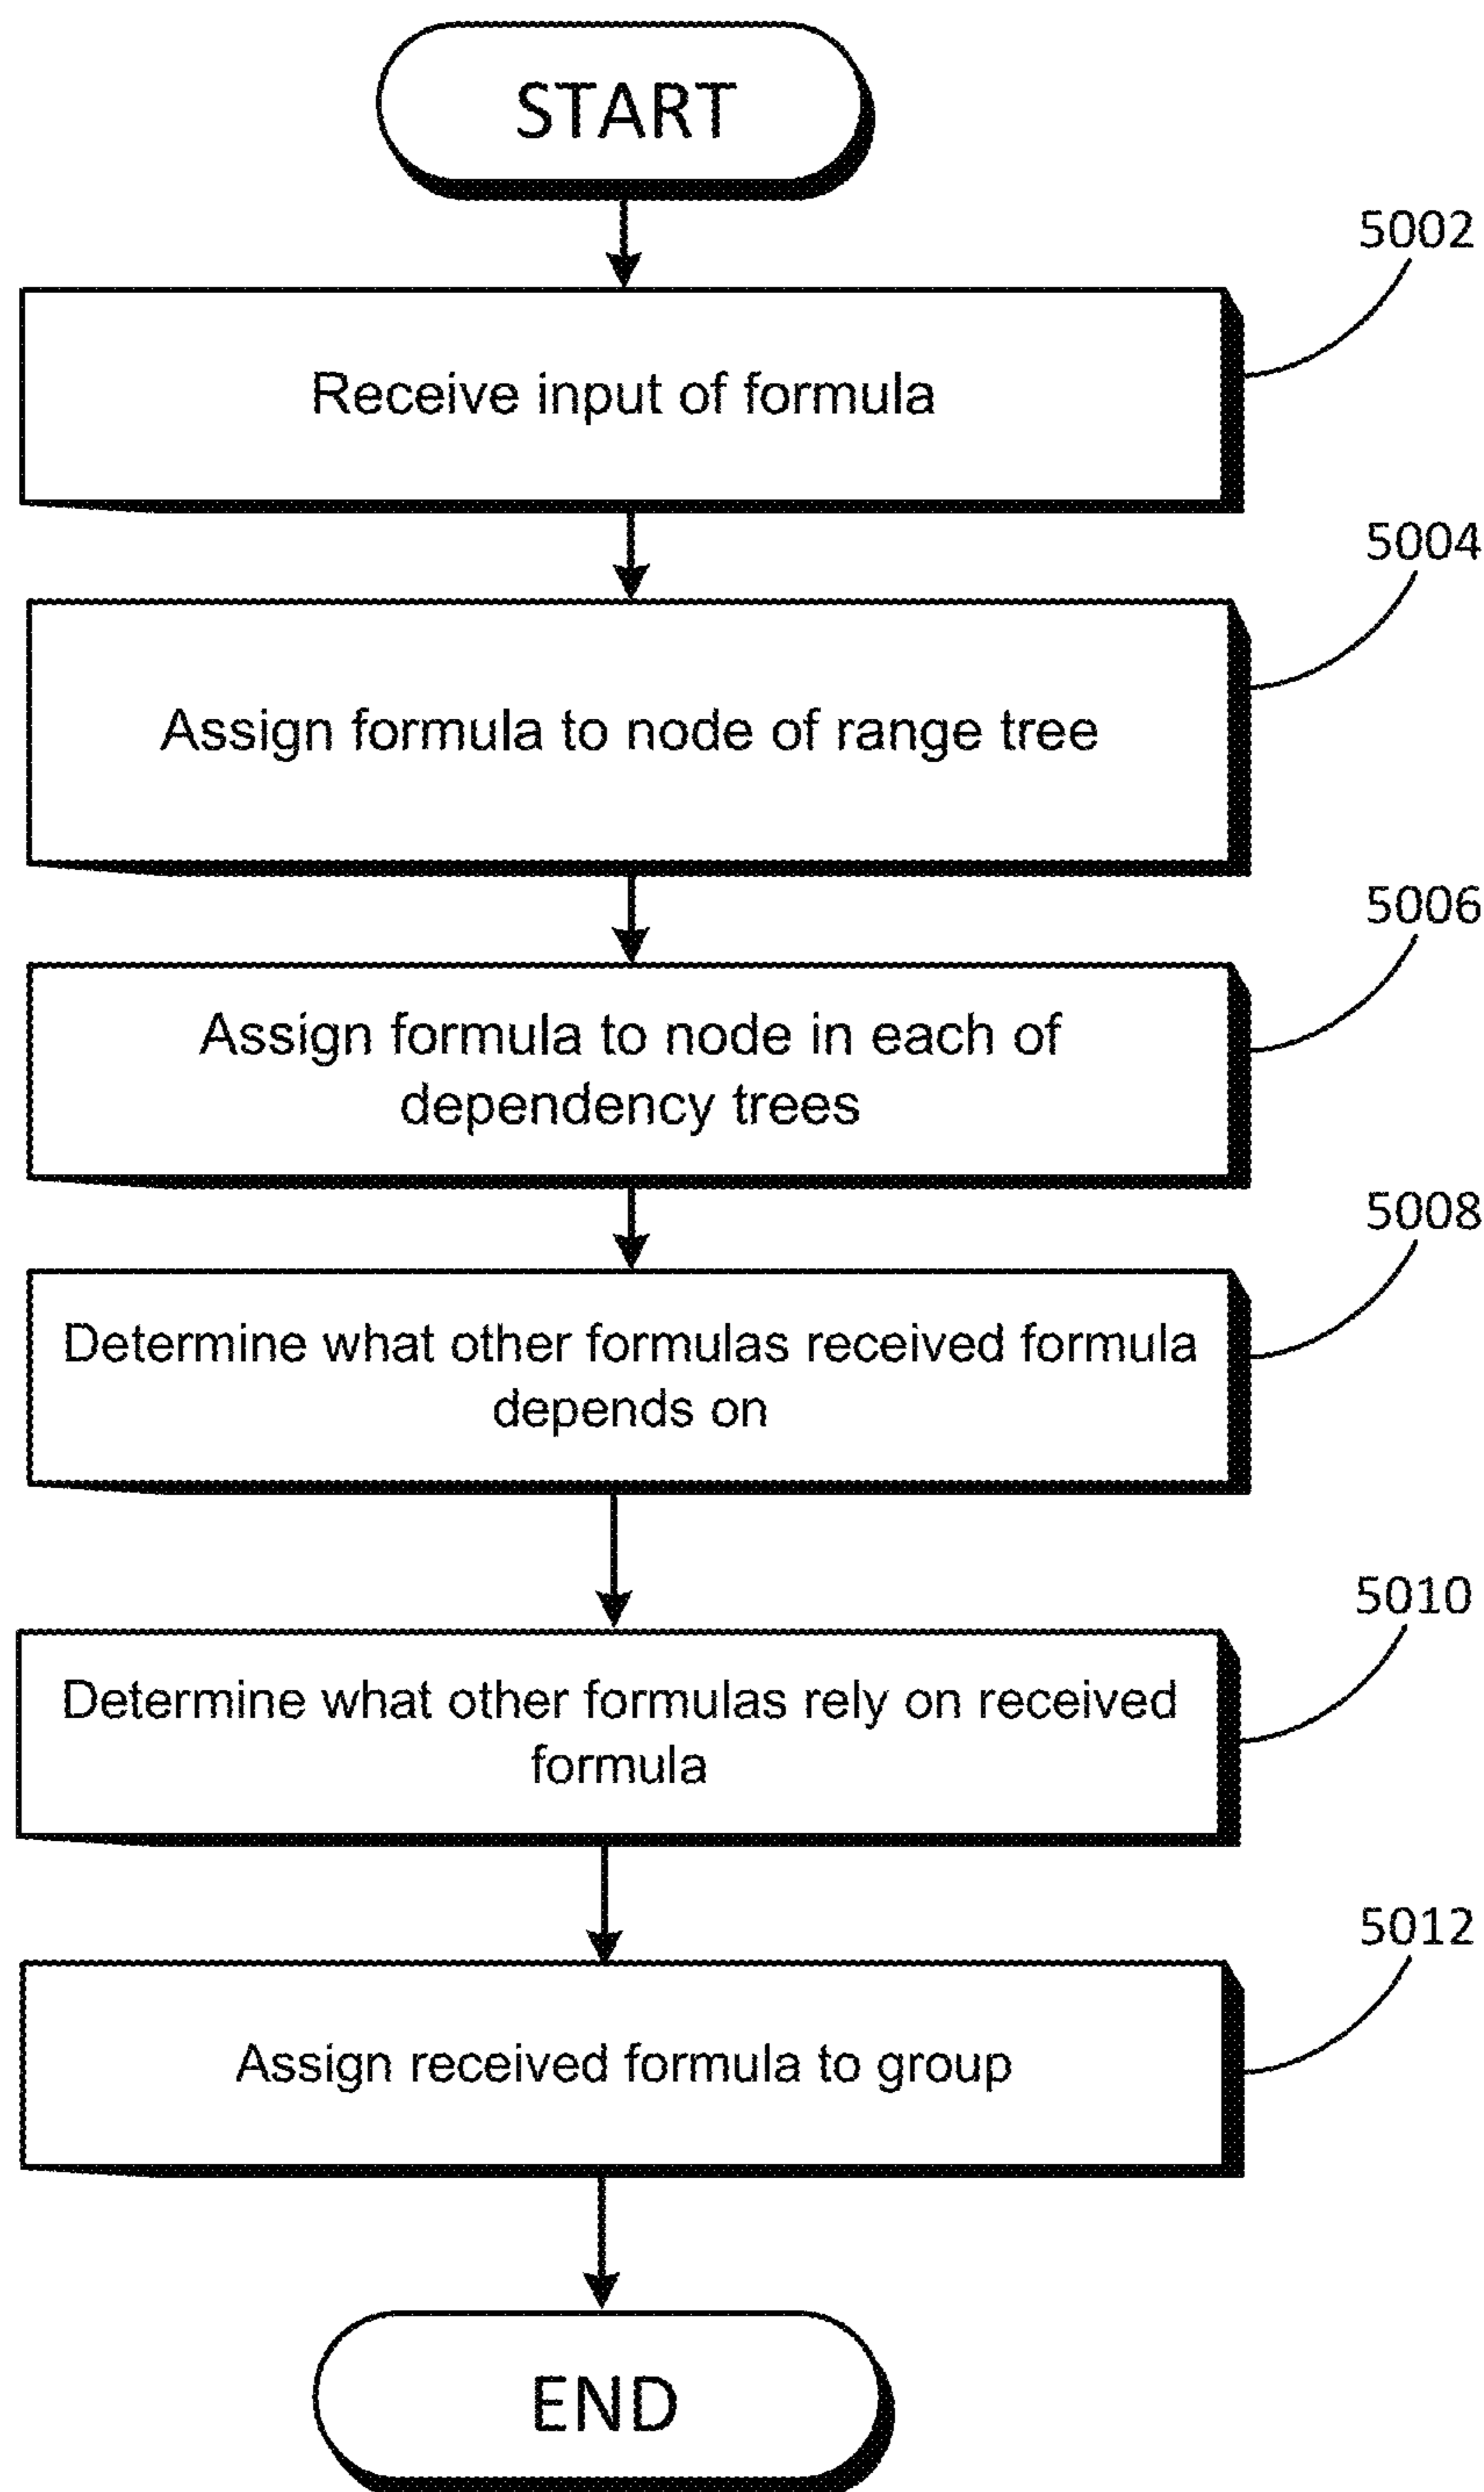 START
5002
Receive input of formula
5004
Assign formula to node of range tree
5006
Assign formula to node in each of
dependency trees
5008
Determine what other formulas received formula
depends on
5010
Determine what other formulas rely on received
formula
5012
Assign received formula to group
END